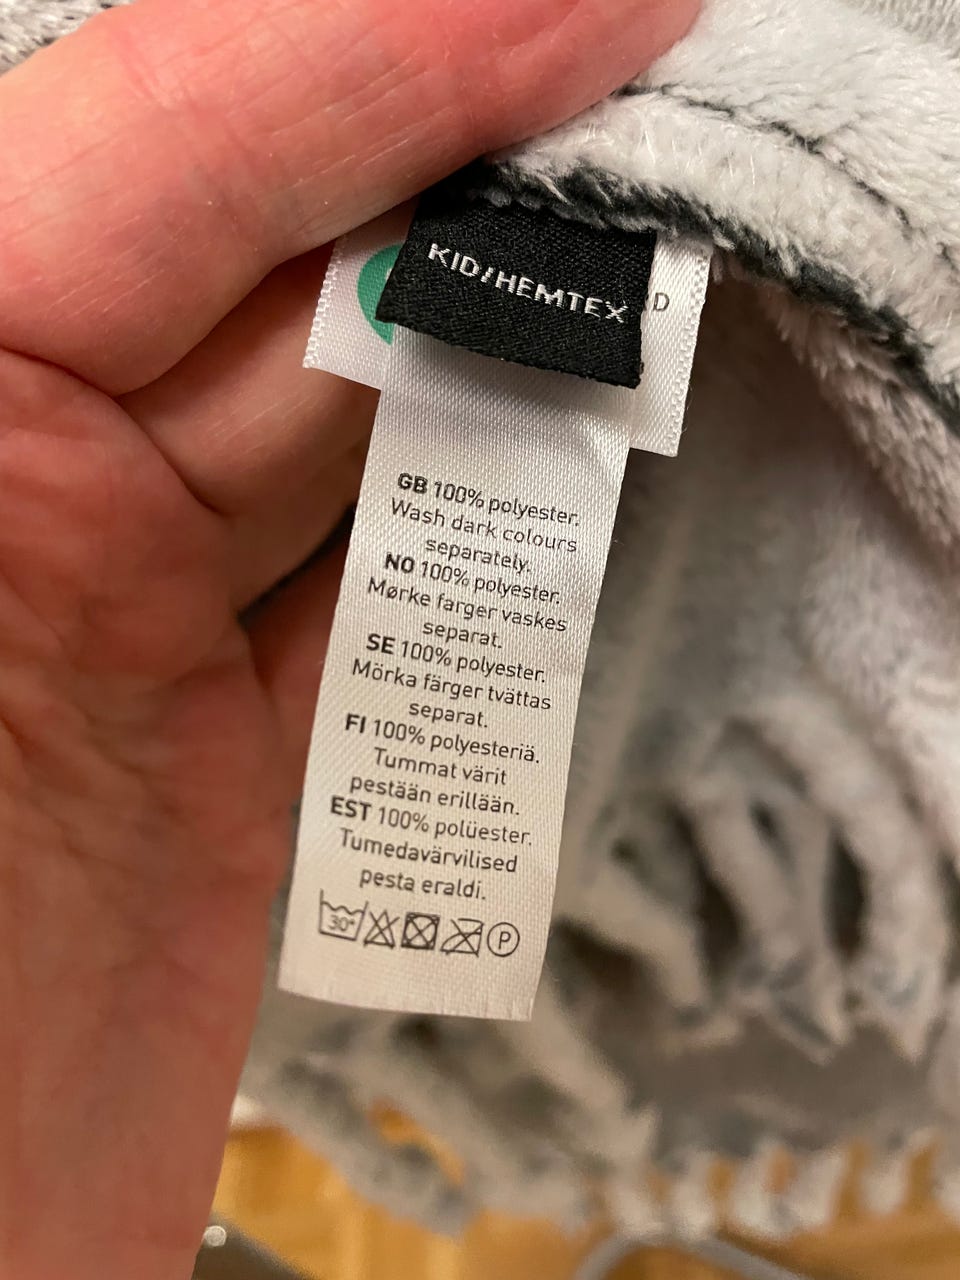 KID/HEMTEX
D
GB 100% polyester.
Wash dark colours
separately.
NO 100% polyester.
Mørke farger vaskes
separat.
SE 100% polyester.
Mörka färger tvättas
separat.
FI 100% polyesteriä.
Tummat värit
pestään erillään.
EST 100% polüester.
Tumedavärvilised
pesta eraldi.
30° P